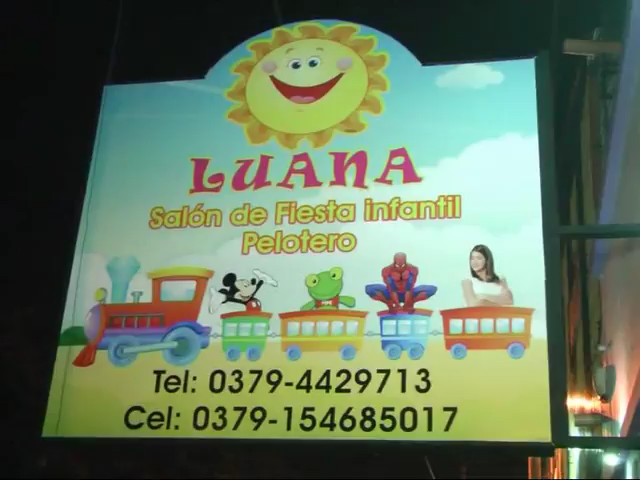 LUANA
Salón de Fiesta infantil
Pelotero
Tel: 0379-4429713
Cel: 0379-154685017